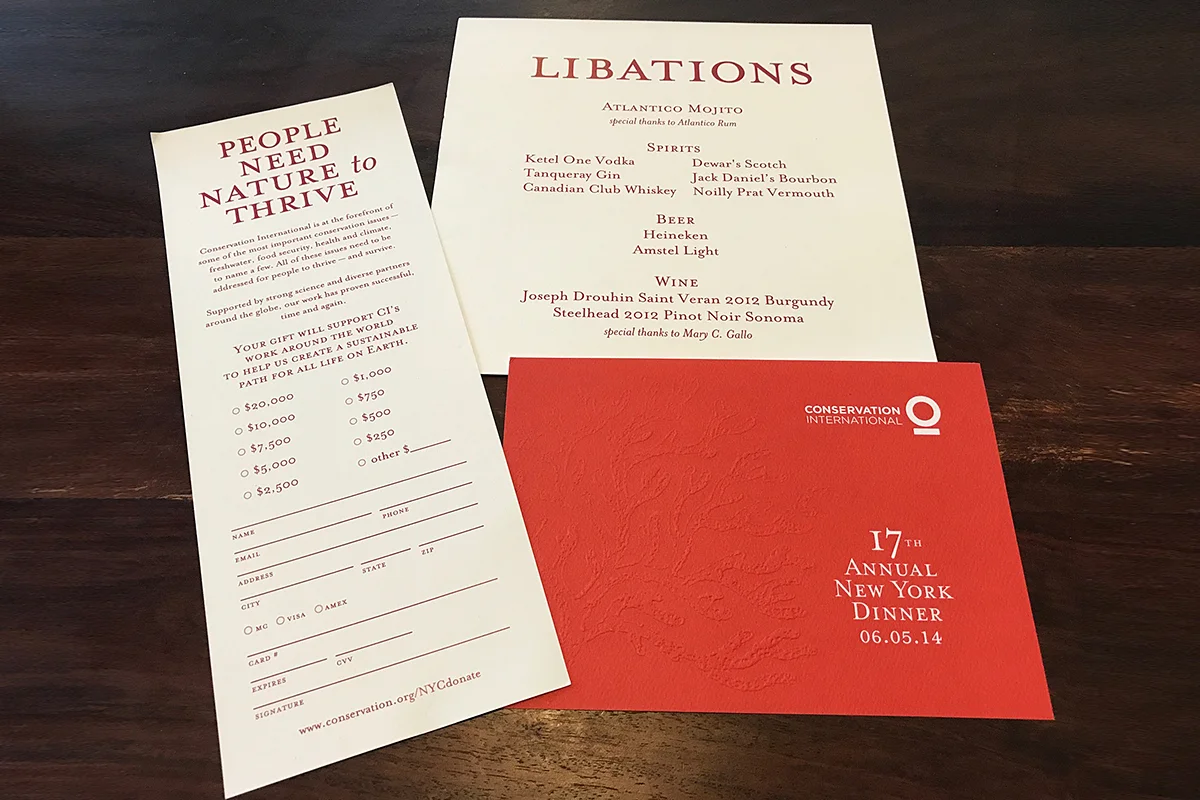 PEOPLE
NEED
NATURE to
THRIVE
Conservation International is at the forefront of
some of the most important conservation issues —
freshwater, food security, health and climate,
to name a few. All of these issues need to be
addressed for people to thrive — and survive.
Supported by strong science and diverse partners
around the globe, our work has proven successful,
time and again.
YOUR GIFT WILL SUPPORT CI'S
WORK AROUND THE WORLD
TO HELP US CREATE A SUSTAINABLE
PATH FOR ALL LIFE ON EARTH.
$20,000
$10,000
$7,500
$5,000
$2,500
$1,000
$750
$500
$250
other $
NAME
PHONE
EMAIL
ADDRESS
CITY
STATE
ZIP
MC VISA AMEX
CARD #
EXPIRES
CVV
SIGNATURE
www.conservation.org/NYCdonate
LIBATIONS
ATLANTICO MOJITO
special thanks to Atlantico Rum
SPIRITS
Ketel One Vodka
Tanqueray Gin
Canadian Club Whiskey
Dewar's Scotch
Jack Daniel's Bourbon
Noilly Prat Vermouth
BEER
Heineken
Amstel Light
WINE
Joseph Drouhin Saint Veran 2012 Burgundy
Steelhead 2012 Pinot Noir Sonoma
special thanks to Mary C. Gallo
CONSERVATION
INTERNATIONAL
17TH
ANNUAL
NEW YORK
DINNER
06.05.14